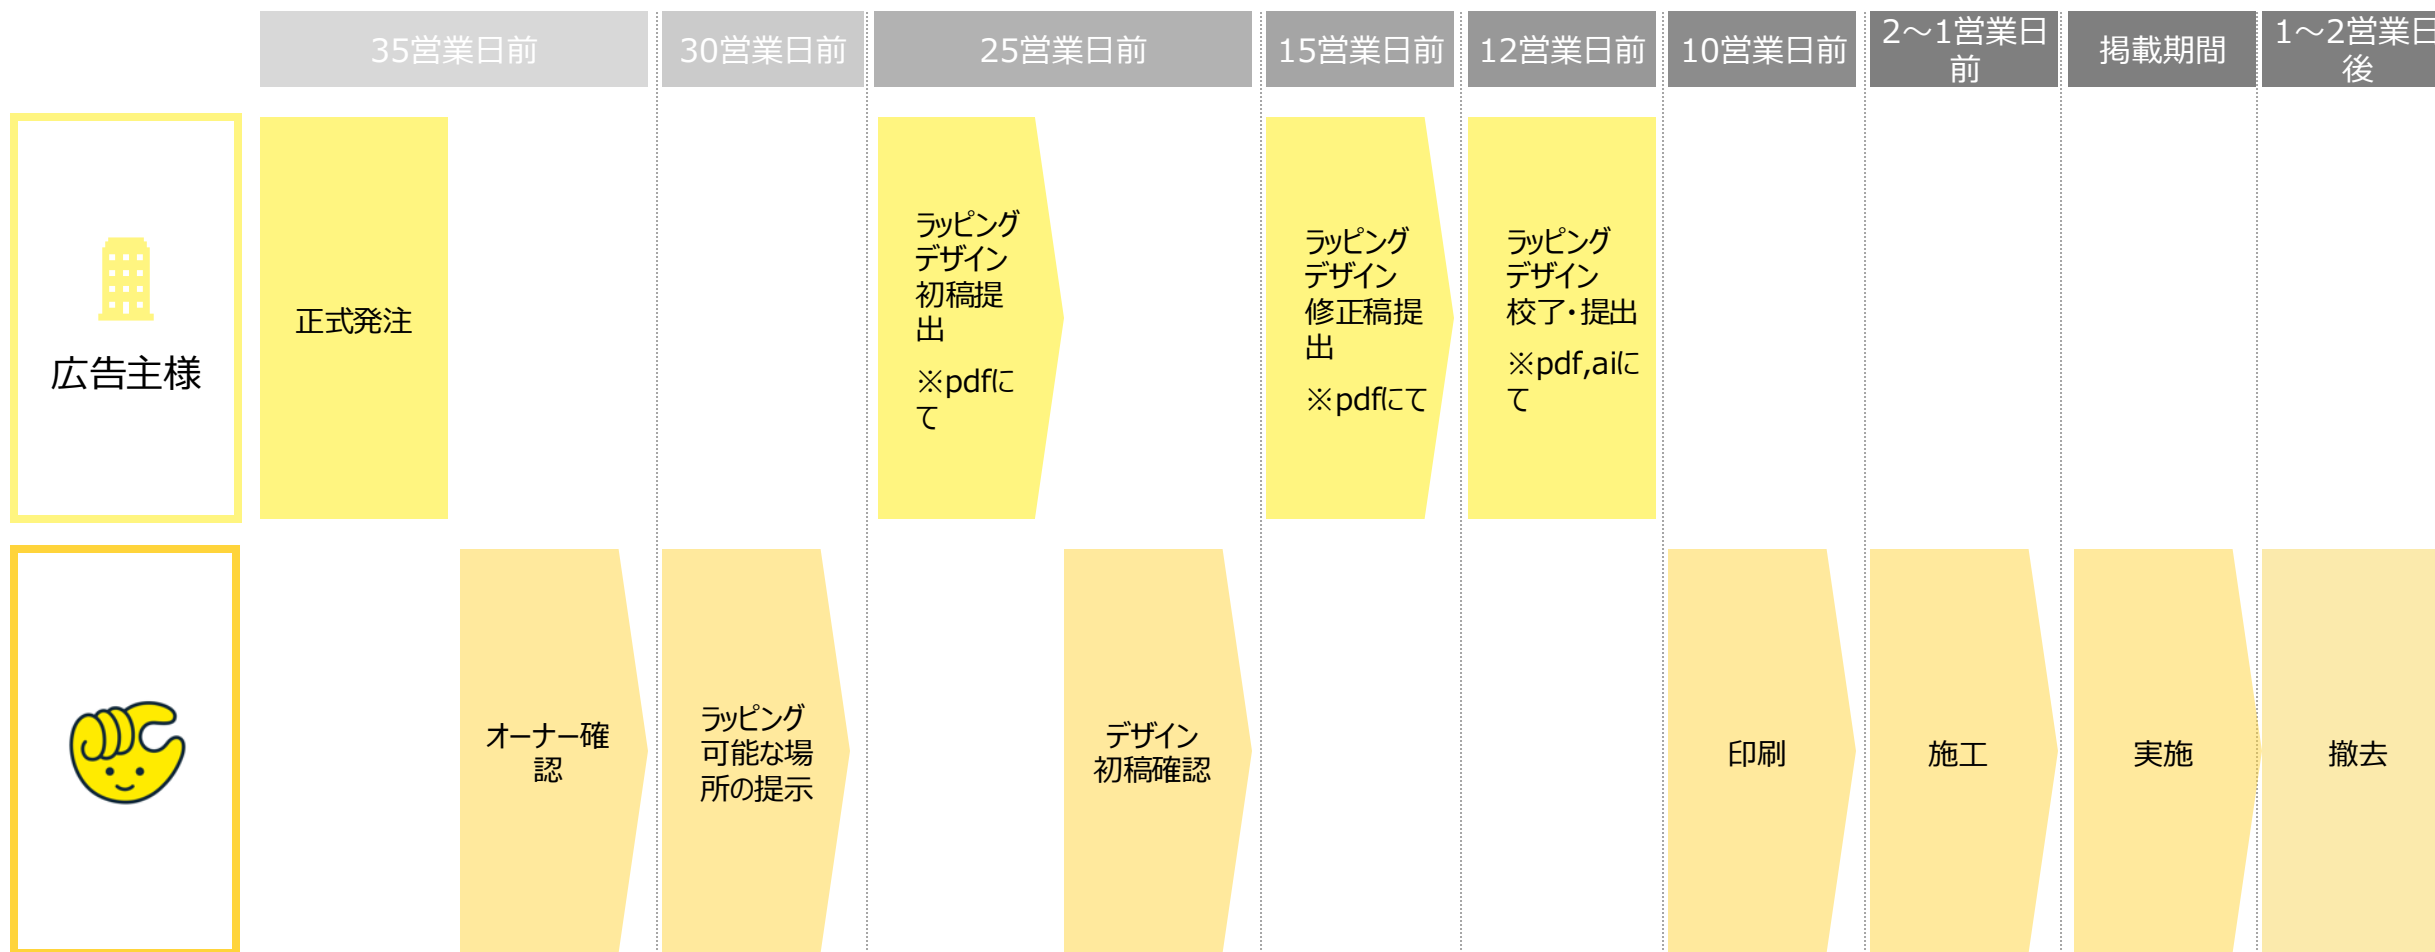 35営業日前
30営業日前
25営業日前
15営業日前
12営業日前
10営業日前
2～1営業日
前
掲載期間
1～2営業日
後
広告主様
正式発注
ラッピング
デザイン
初稿提
出
※pdfに
て
ラッピング
デザイン
修正稿提
出
※pdfにて
ラッピング
デザイン
校了・提出
※pdf,aiに
て
オーナー確
認
ラッピング
可能な場
所の提示
デザイン
初稿確認
印刷
施工
実施
撤去